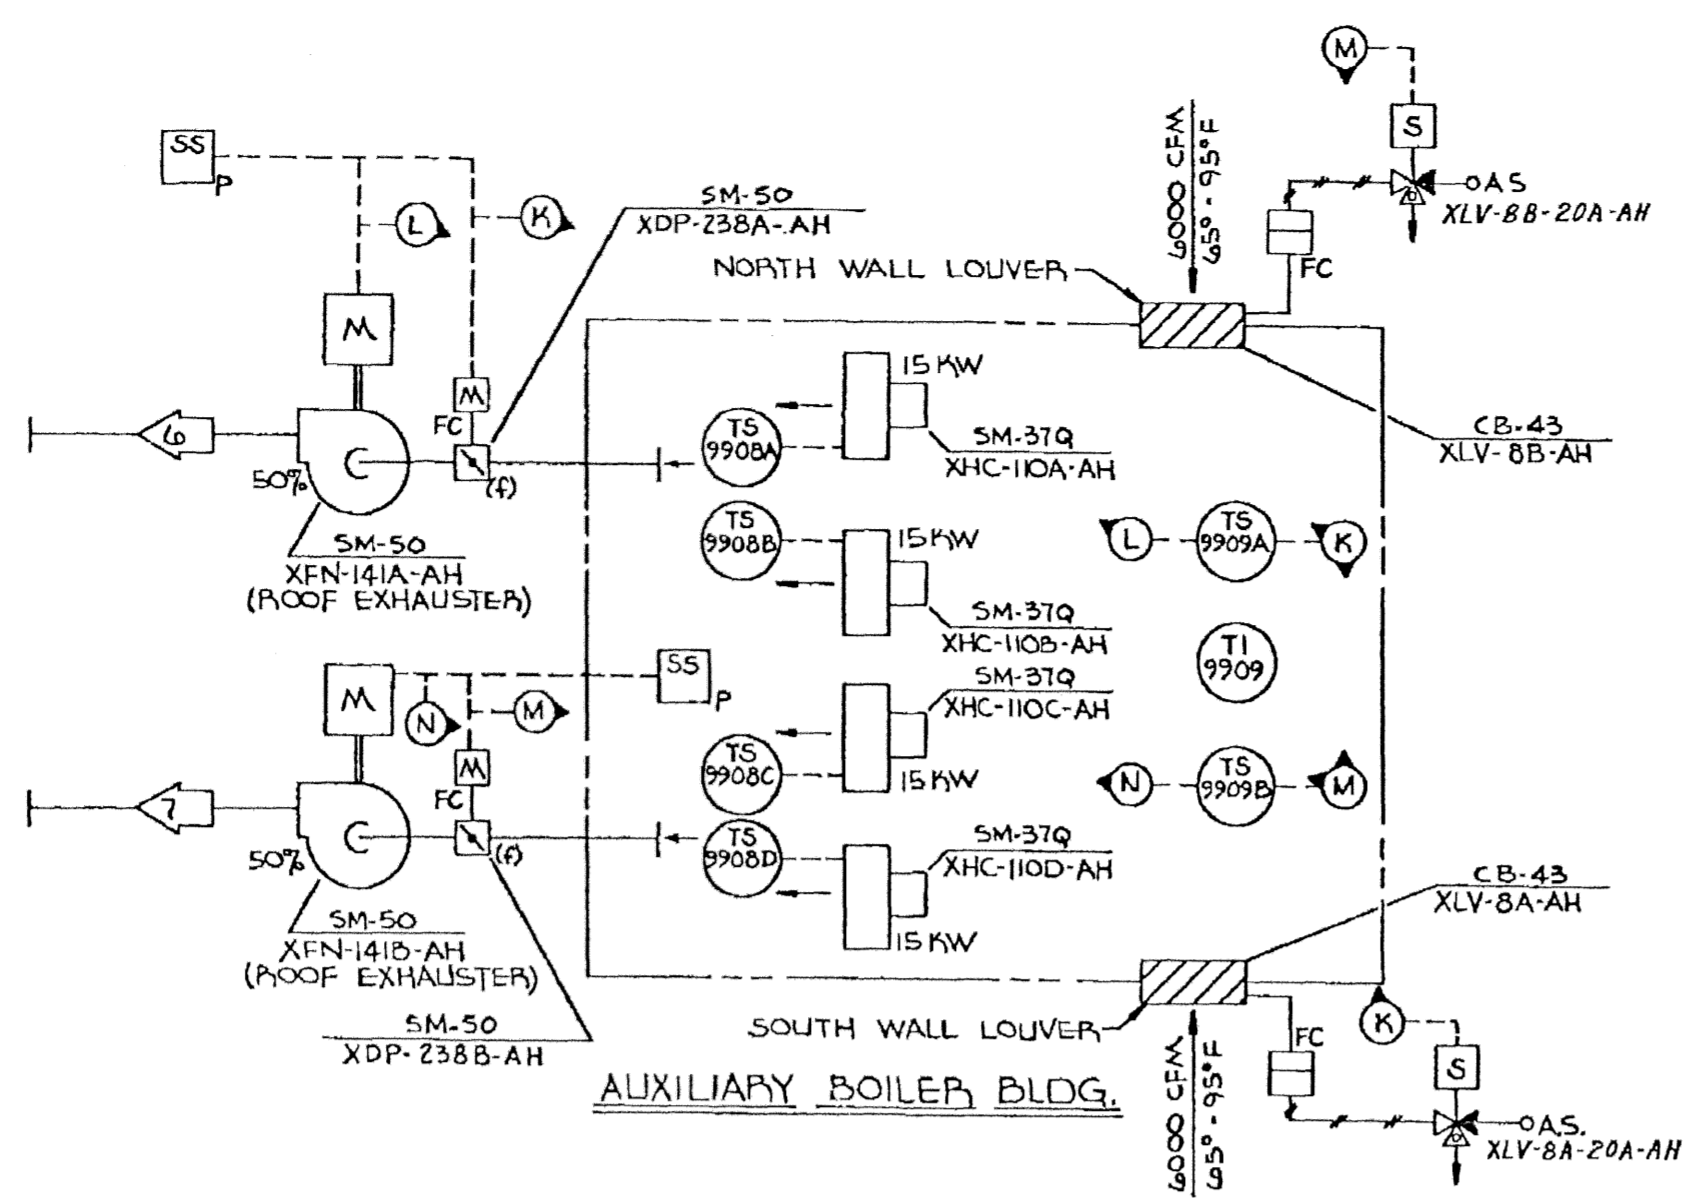 M
S
A.S
XLV-8B-20A-AH
FC
6000 CFM
65°-95°F
SS
P
L
K
SM-50
XDP-238A-AH
NORTH WALL LOUVER
M
M
FC
(f)
6
C
50%
SM-50
XFN-141A-AH
(ROOF EXHAUSTER)
15 KW
TS
9908A
SM-37Q
XHC-110A-AH
CB-43
XLV-8B-AH
TS
9908B
15 KW
SM-37Q
XHC-110B-AH
L
TS
9909A
K
TI
9909
SS
P
M
N
M
M
FC
(f)
7
C
50%
SM-50
XFN-141B-AH
(ROOF EXHAUSTER)
SM-50
XDP-238B-AH
SM-37Q
XHC-110C-AH
TS
9908C
15 KW
N
TS
9909B
M
TS
9908D
SM-37Q
XHC-110D-AH
15 KW
CB-43
XLV-8A-AH
SOUTH WALL LOUVER
K
FC
S
A.S.
XLV-8A-20A-AH
6000 CFM
65°-95°F
AUXILIARY BOILER BLDG.